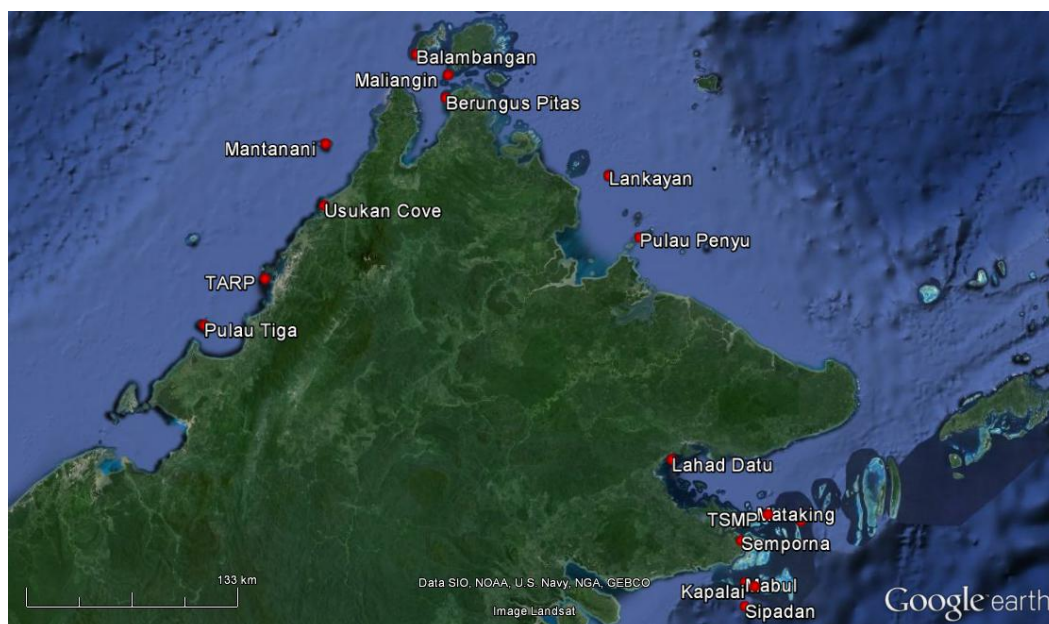 Balambangan
Maliangin
Berungus Pitas
Mantanani
Lankayan
Usukan Cove
Pulau Penyu
TARP
Pulau Tiga
Lahad Datu
TSMP Mataking
Semporna
133 km
Data SIO, NOAA, U.S. Navy, NGA, GEBCO
Kapalai Mabul
Image Landsat
Sipadan
Google earth